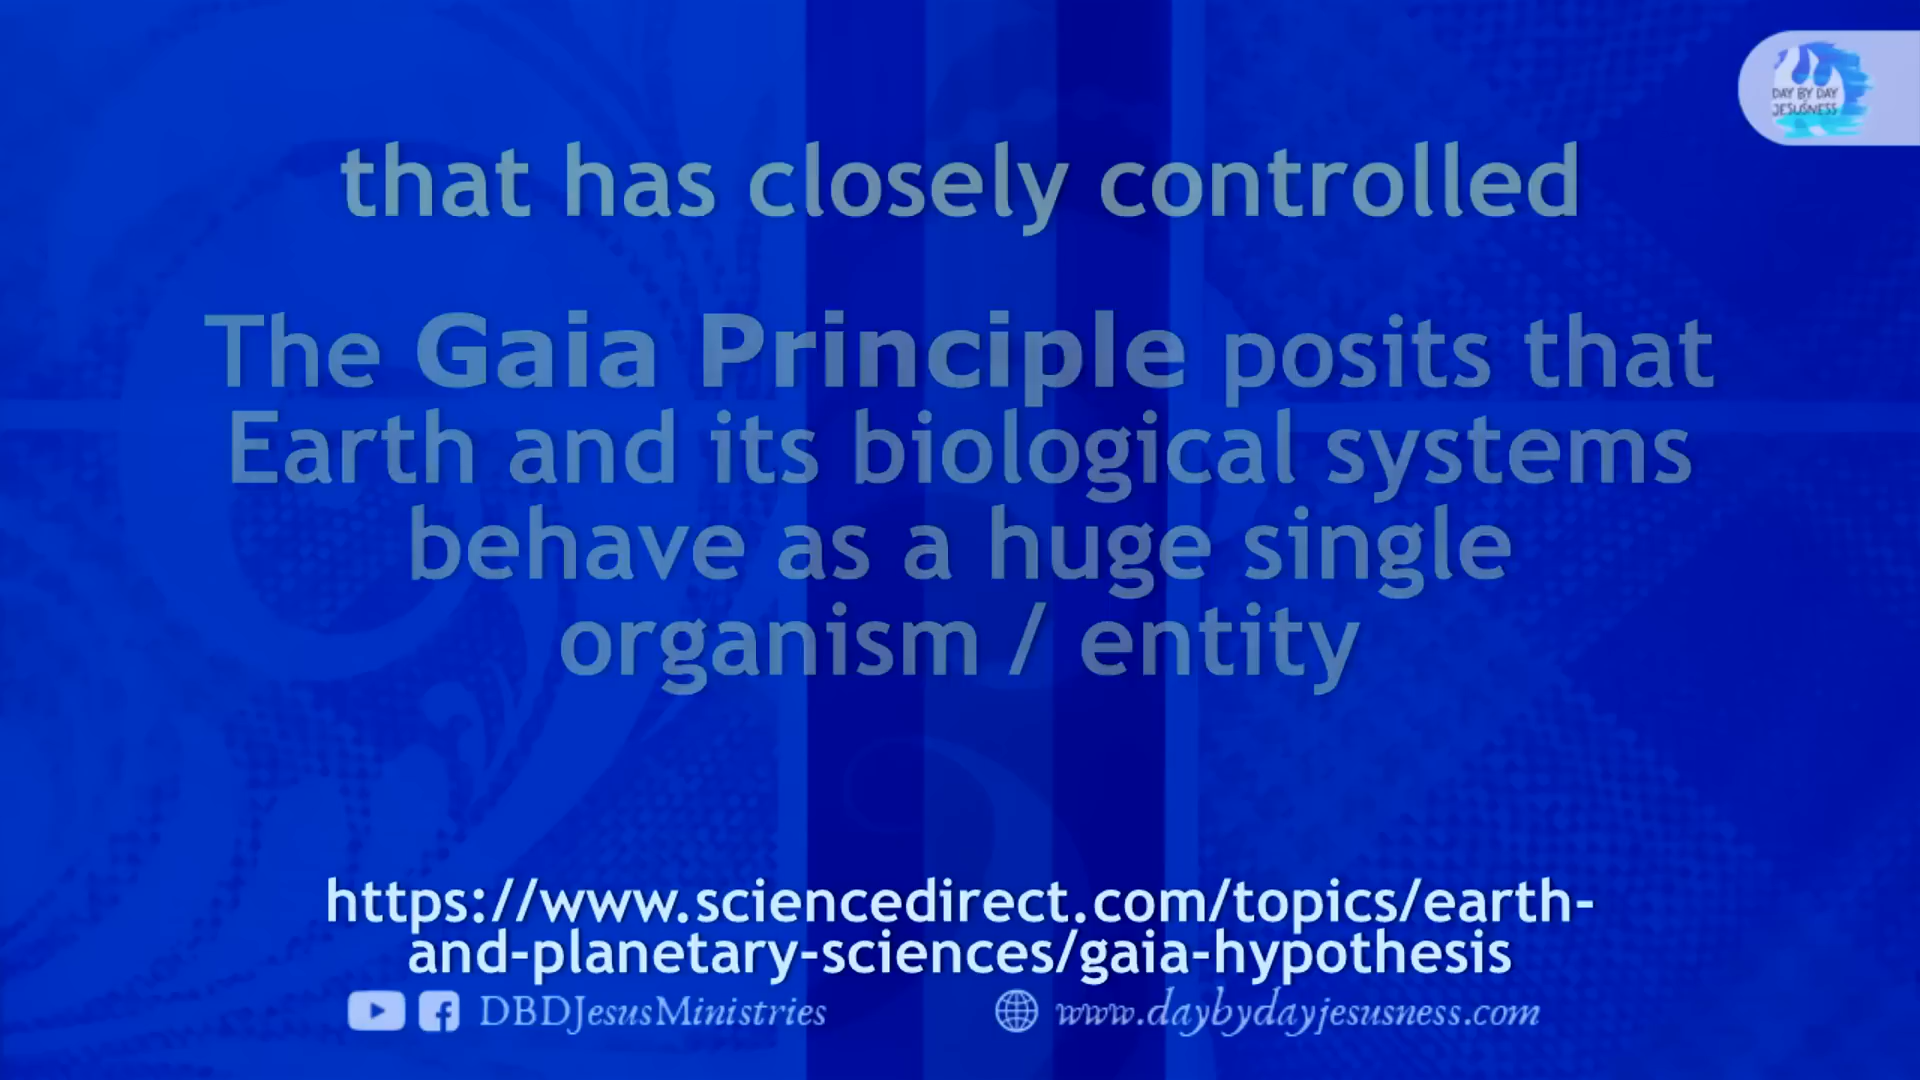 DAY BY DAY
JESUSNESS
that has closely controlled
The Gaia Principle posits that
Earth and its biological systems
behave as a huge single
organism / entity
https://www.sciencedirect.com/topics/earth-
and-planetary-sciences/gaia-hypothesis
DBDJesusMinistries
www.daybydayjesusness.com